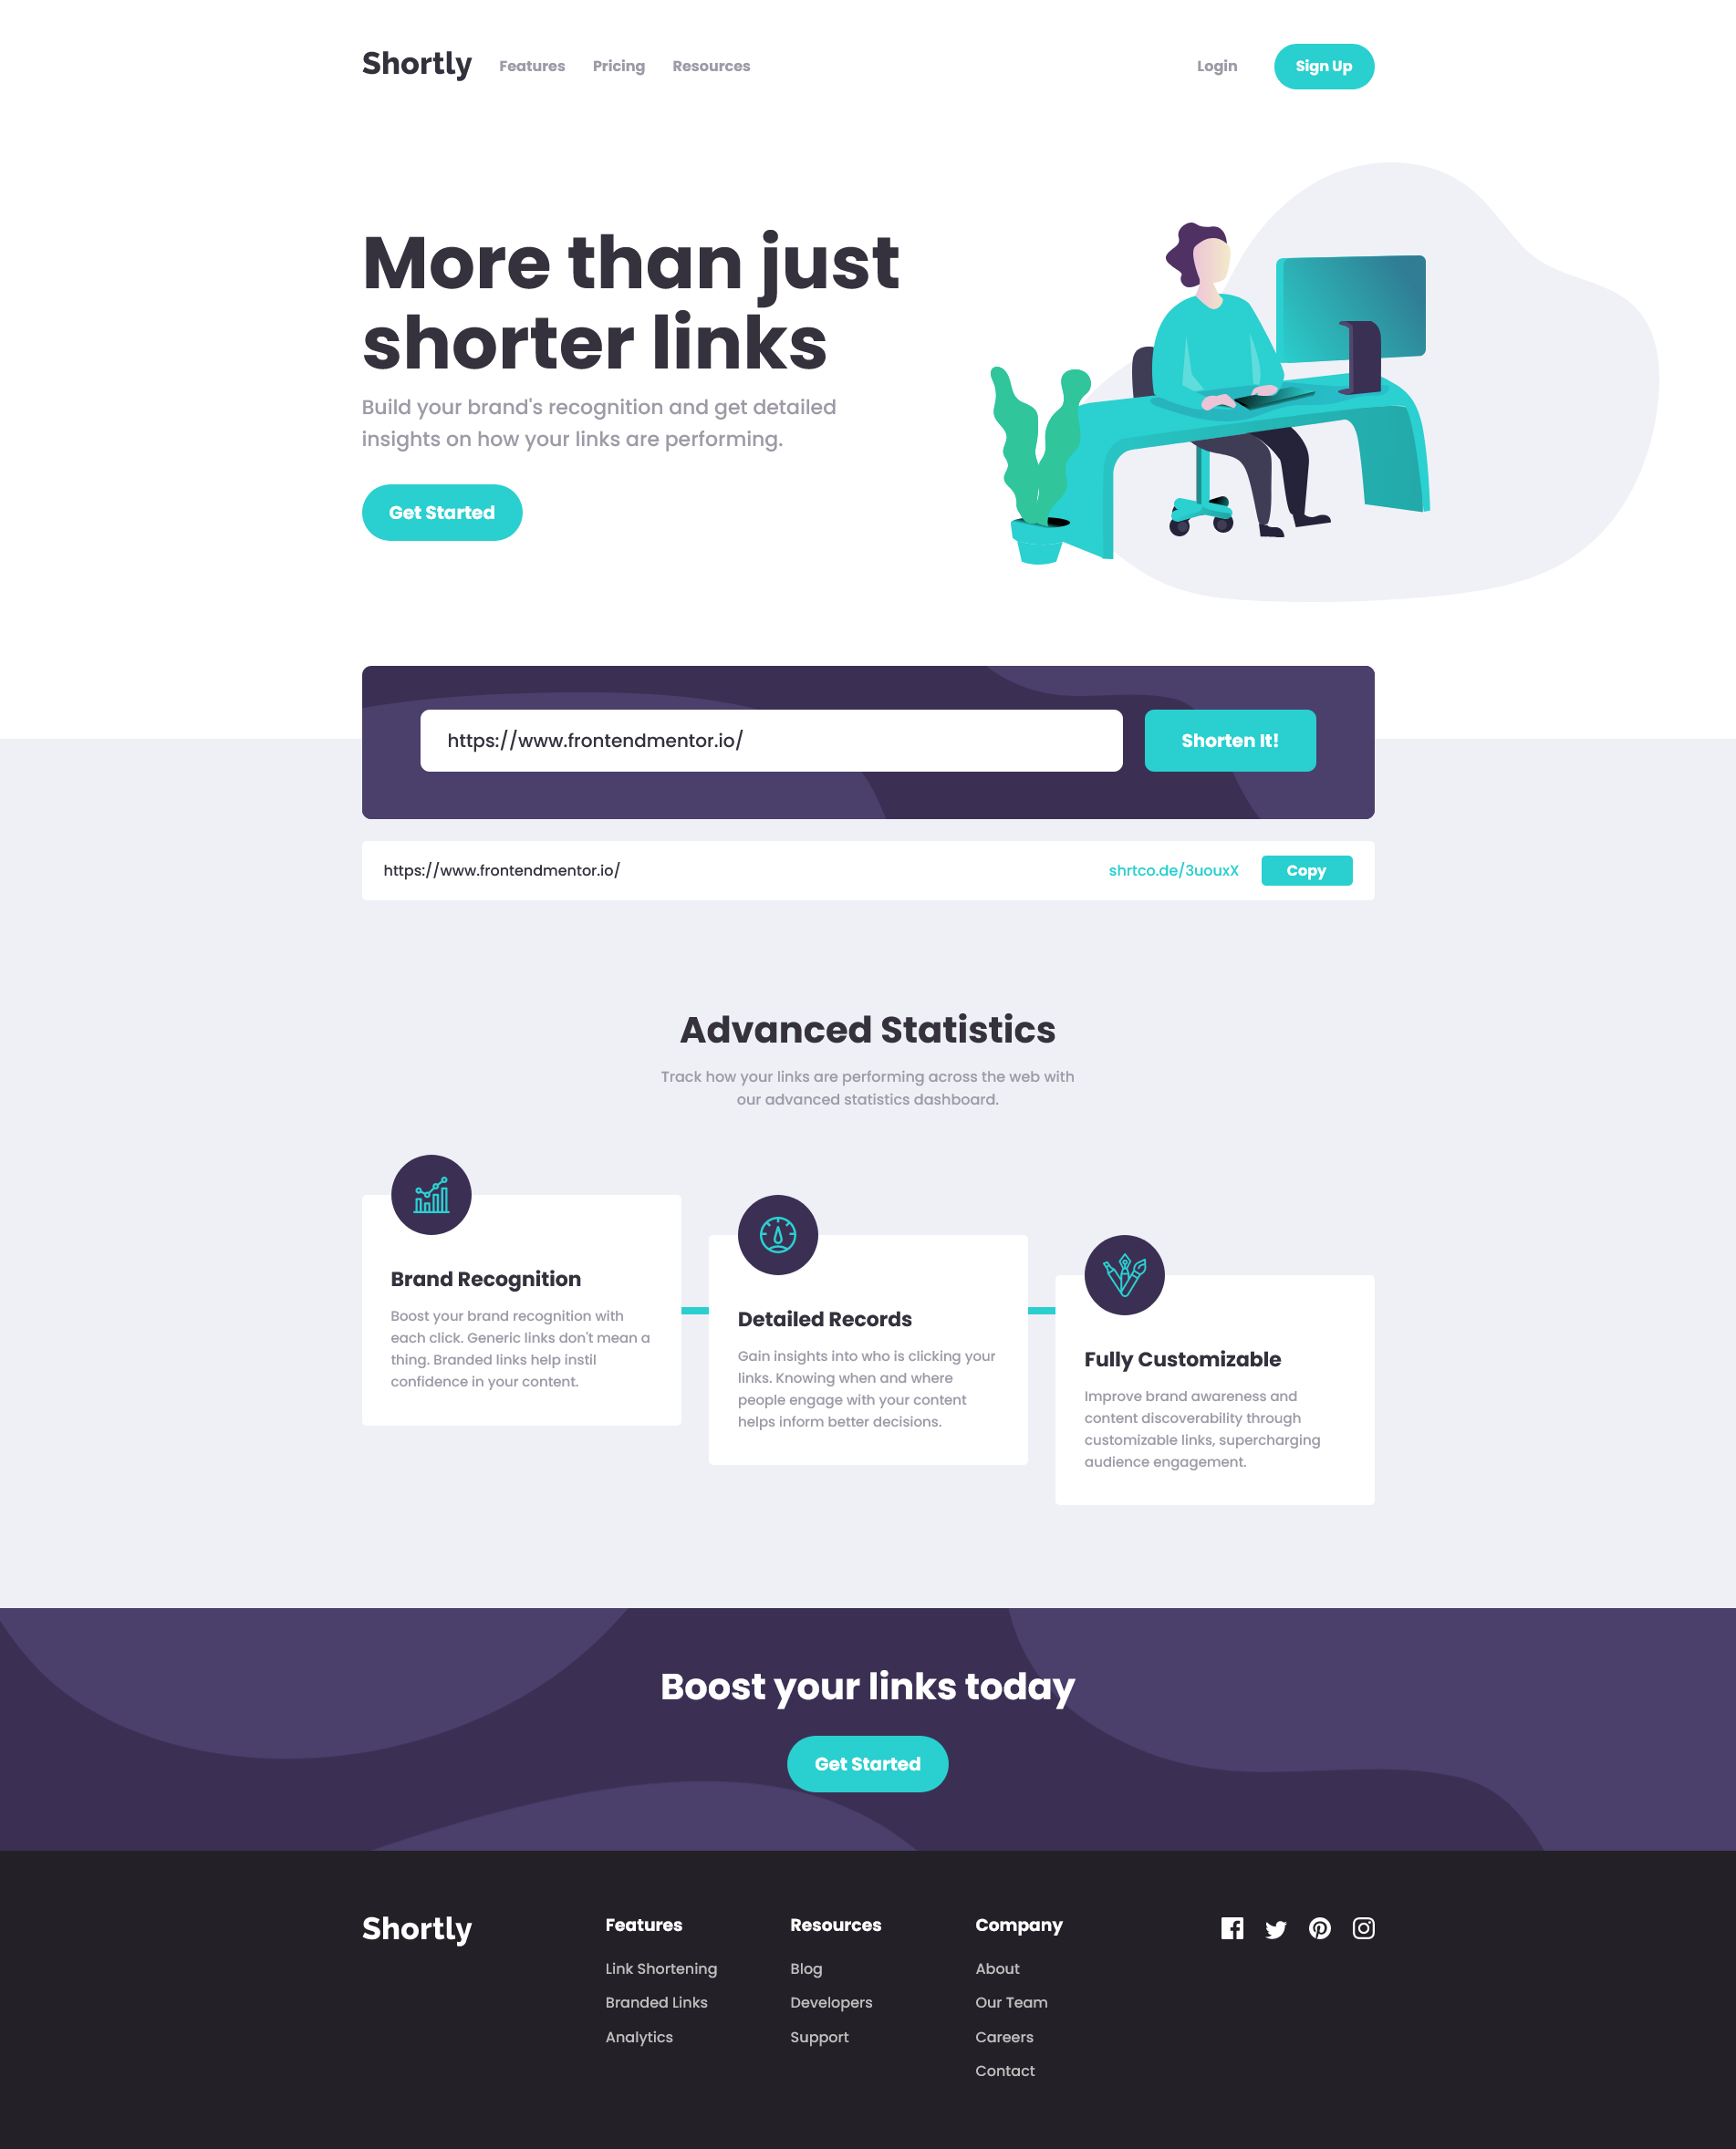 Shortly
Features
Pricing
Resources
Login
Sign Up
More than just
shorter links
Build your brand's recognition and get detailed
insights on how your links are performing.
Get Started
https://www.frontendmentor.io/
Shorten It!
https://www.frontendmentor.io/
shrtco.de/3uouxX
Copy
Advanced Statistics
Track how your links are performing across the web with
our advanced statistics dashboard.
Brand Recognition
Boost your brand recognition with
each click. Generic links don't mean a
thing. Branded links help instil
confidence in your content.
Detailed Records
Gain insights into who is clicking your
links. Knowing when and where
people engage with your content
helps inform better decisions.
Fully Customizable
Improve brand awareness and
content discoverability through
customizable links, supercharging
audience engagement.
Boost your links today
Get Started
Shortly
Features
Link Shortening
Branded Links
Analytics
Resources
Blog
Developers
Support
Company
About
Our Team
Careers
Contact